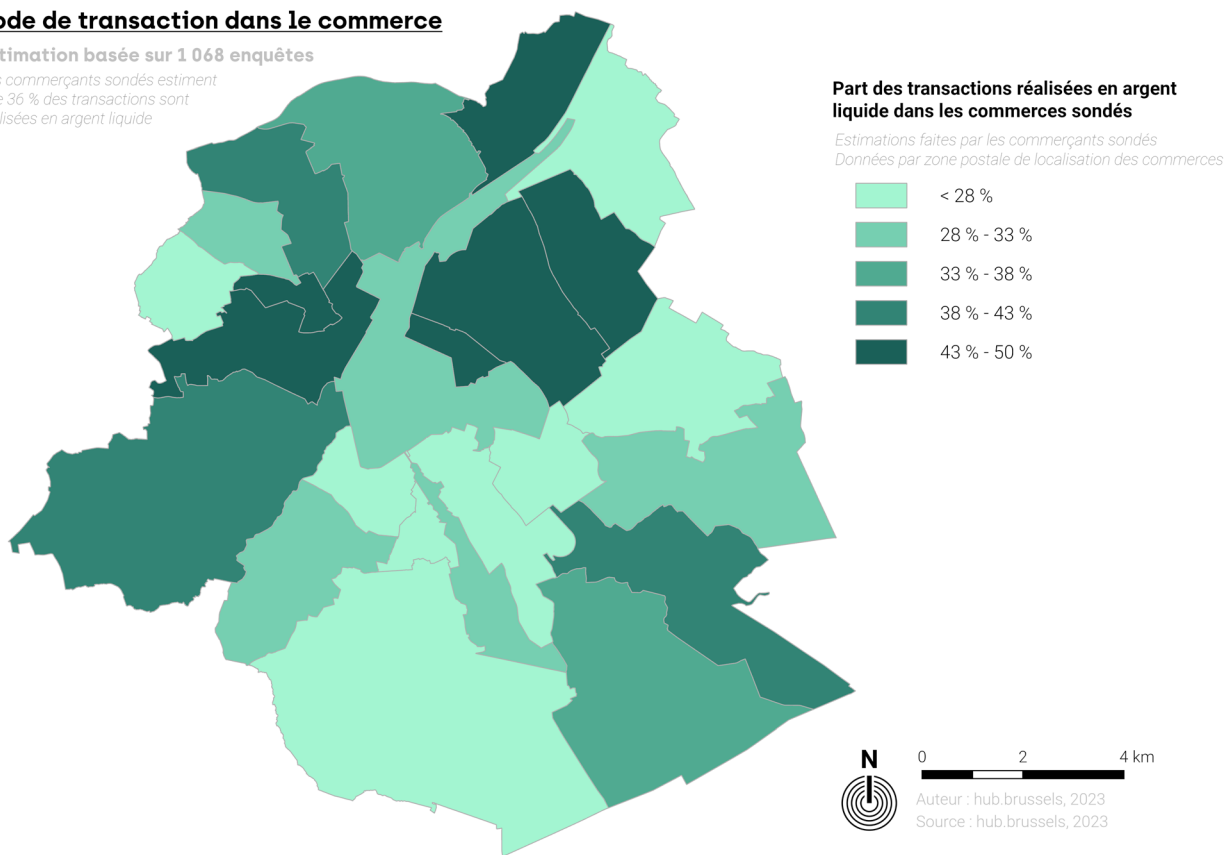 ode de transaction dans le commerce
timation basée sur 1 068 enquêtes
s commerçants sondés estiment
e 36 % des transactions sont
lisées en argent liquide
Part des transactions réalisées en argent
liquide dans les commerces sondés
Estimations faites par les commerçants sondés
Données par zone postale de localisation des commerces
< 28 %
28 % - 33 %
33 % - 38 %
38 % - 43 %
43 % - 50 %
N
0 2 4 km
Auteur : hub.brussels, 2023
Source : hub.brussels, 2023